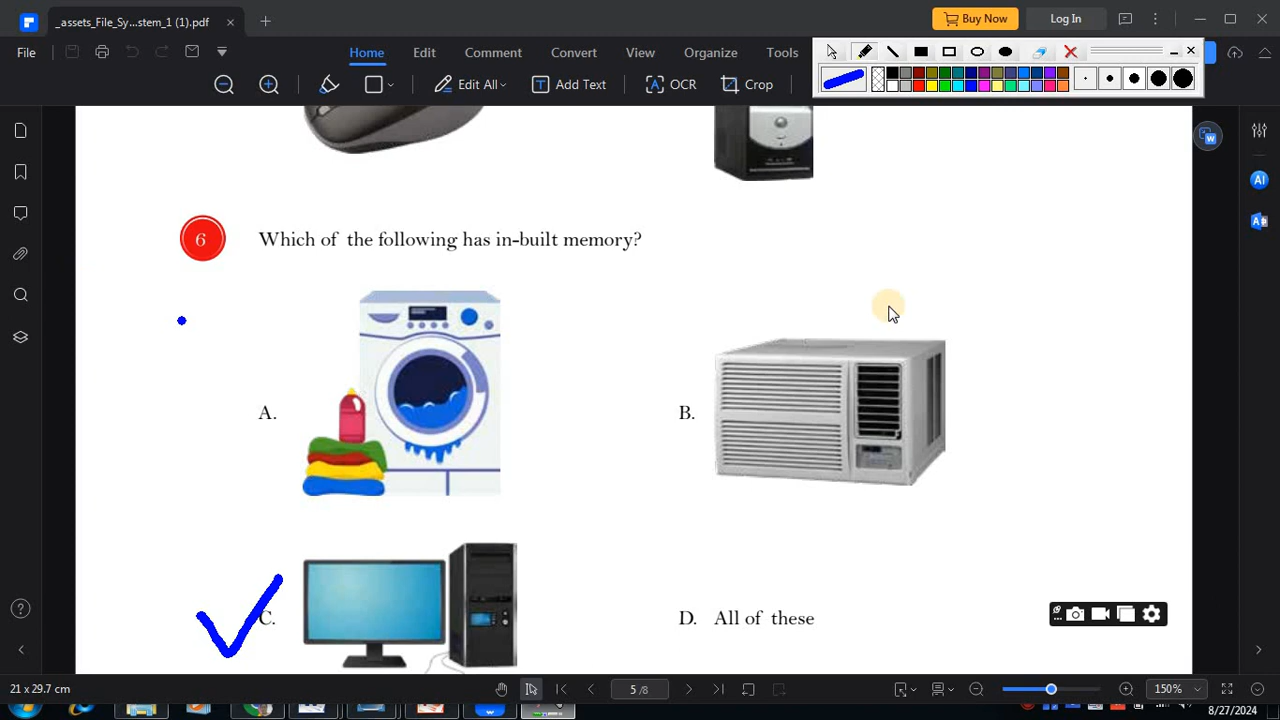 _assets_File_Sy...stem_1 (1).pdf
Buy Now
Log In
File
Home
Edit
Comment
Convert
View
Organize
Tools
Edit All
Add Text
OCR
Crop
6
Which of the following has in-built memory?
A.
B.
C.
D. All of these
21 x 29.7 cm
5 /8
150%
8/27/2024
AI